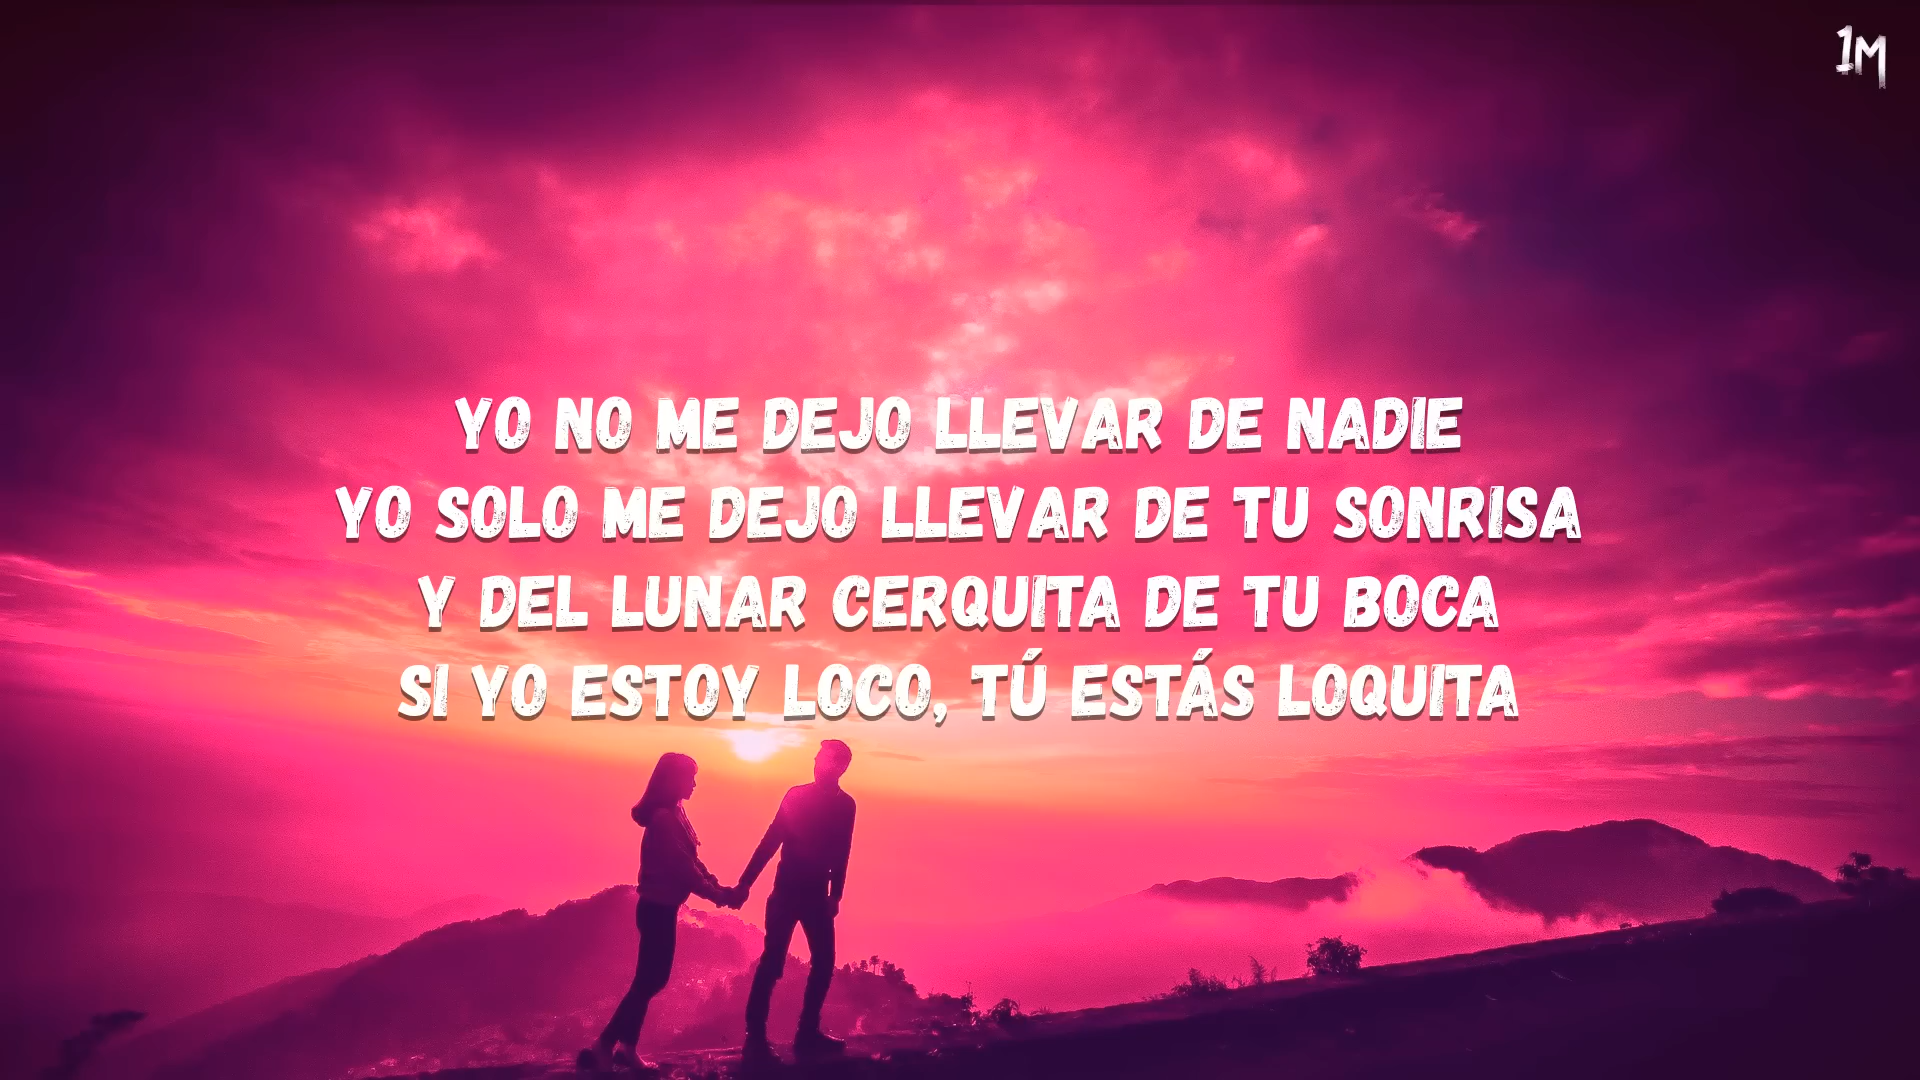 1M
YO NO ME DEJO LLEVAR DE NADIE
YO SOLO ME DEJO LLEVAR DE TU SONRISA
Y DEL LUNAR CERQUITA DE TU BOCA
SI YO ESTOY LOCO, TÚ ESTÁS LOQUITA